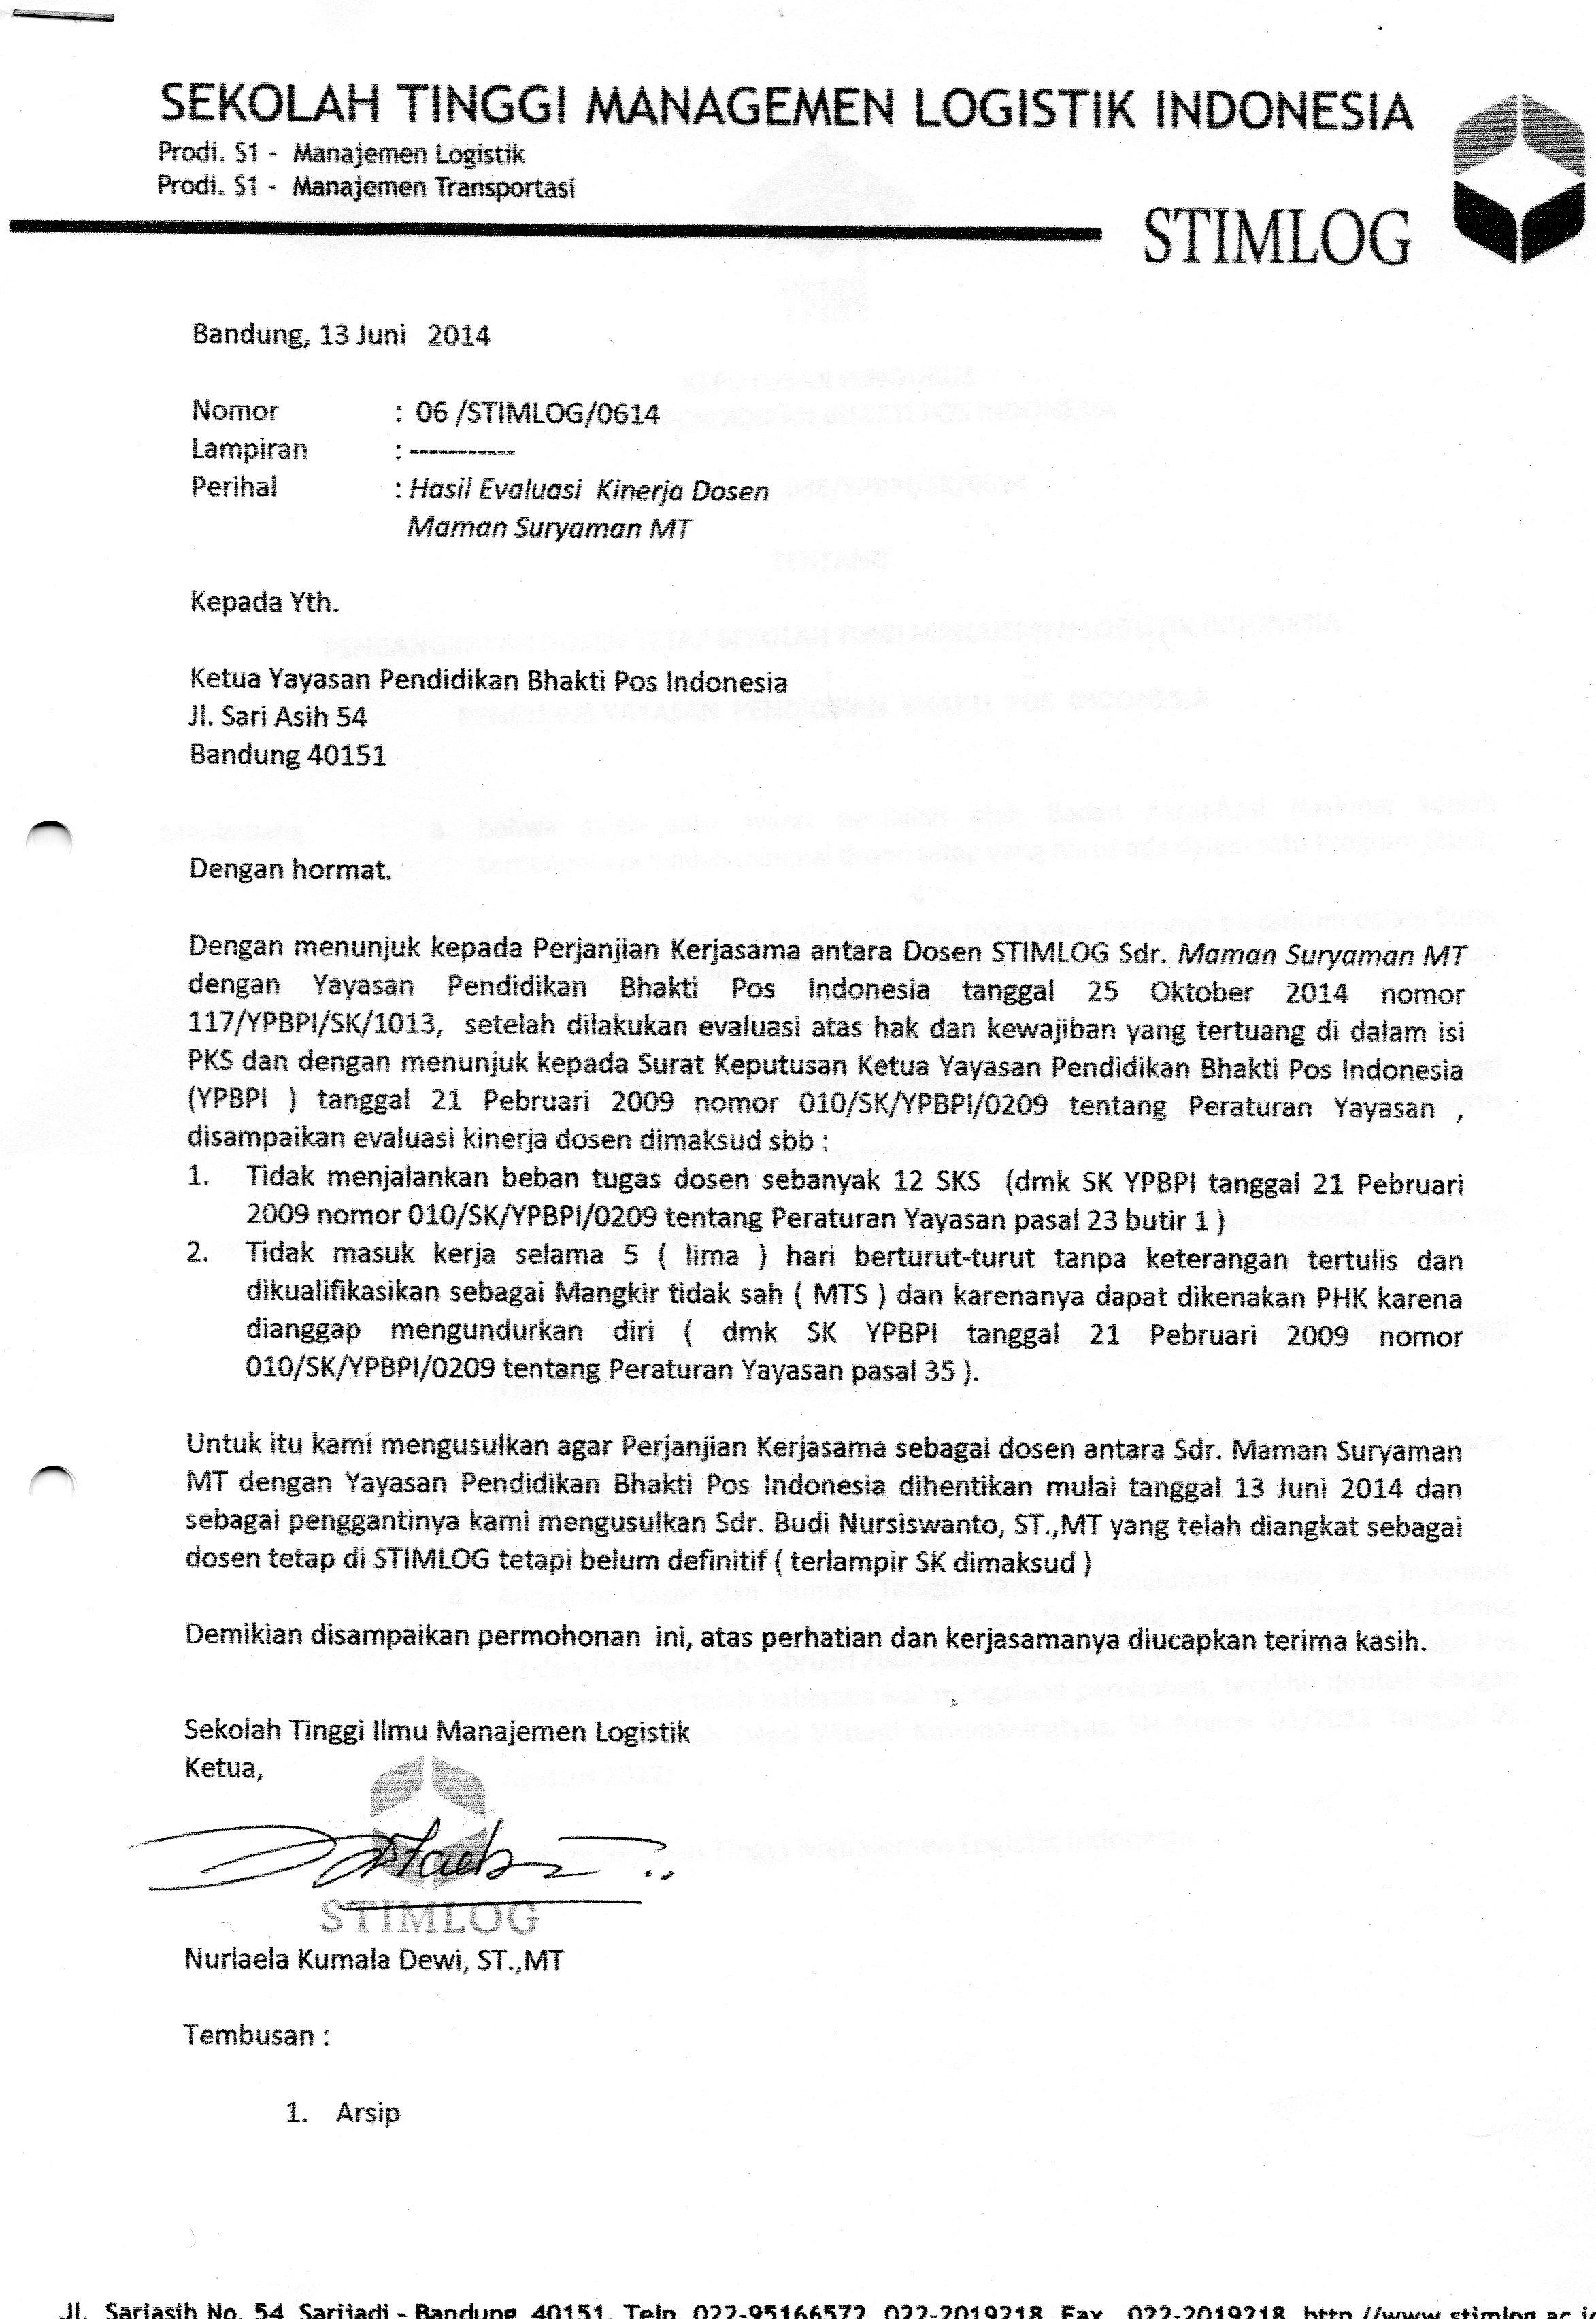 SEKOLAH TINGGI MANAGEMEN LOGISTIK INDONESIA
Prodi. S1 - Manajemen Logistik
Prodi. S1 - Manajemen Transportasi
STIMLOG
Bandung, 13 Juni 2014
Nomor : 06 /STIMLOG/0614
Lampiran : -----------
Perihal : Hasil Evaluasi Kinerja Dosen
Maman Suryaman MT
Kepada Yth.
Ketua Yayasan Pendidikan Bhakti Pos Indonesia
Jl. Sari Asih 54
Bandung 40151
Dengan hormat.
Dengan menunjuk kepada Perjanjian Kerjasama antara Dosen STIMLOG Sdr. Maman Suryaman MT
dengan Yayasan Pendidikan Bhakti Pos Indonesia tanggal 25 Oktober 2014 nomor
117/YPBPI/SK/1013, setelah dilakukan evaluasi atas hak dan kewajiban yang tertuang di dalam isi
PKS dan dengan menunjuk kepada Surat Keputusan Ketua Yayasan Pendidikan Bhakti Pos Indonesia
(YPBPI ) tanggal 21 Pebruari 2009 nomor 010/SK/YPBPI/0209 tentang Peraturan Yayasan ,
disampaikan evaluasi kinerja dosen dimaksud sbb :
1. Tidak menjalankan beban tugas dosen sebanyak 12 SKS (dmk SK YPBPI tanggal 21 Pebruari
2009 nomor 010/SK/YPBPI/0209 tentang Peraturan Yayasan pasal 23 butir 1 )
2. Tidak masuk kerja selama 5 ( lima ) hari berturut-turut tanpa keterangan tertulis dan
dikualifikasikan sebagai Mangkir tidak sah ( MTS ) dan karenanya dapat dikenakan PHK karena
dianggap mengundurkan diri ( dmk SK YPBPI tanggal 21 Pebruari 2009 nomor
010/SK/YPBPI/0209 tentang Peraturan Yayasan pasal 35 ).
Untuk itu kami mengusulkan agar Perjanjian Kerjasama sebagai dosen antara Sdr. Maman Suryaman
MT dengan Yayasan Pendidikan Bhakti Pos Indonesia dihentikan mulai tanggal 13 Juni 2014 dan
sebagai penggantinya kami mengusulkan Sdr. Budi Nursiswanto, ST.,MT yang telah diangkat sebagai
dosen tetap di STIMLOG tetapi belum definitif ( terlampir SK dimaksud )
Demikian disampaikan permohonan ini, atas perhatian dan kerjasamanya diucapkan terima kasih.
Sekolah Tinggi Ilmu Manajemen Logistik
Ketua,
STIMLOG
Nurlaela Kumala Dewi, ST.,MT
Tembusan :
1. Arsip
Jl. Sariasih No. 54 Sarijadi - Bandung 40151. Telp. 022-95166572, 022-2019218 Fax. 022-2019218 http://www.stimlog.ac.i